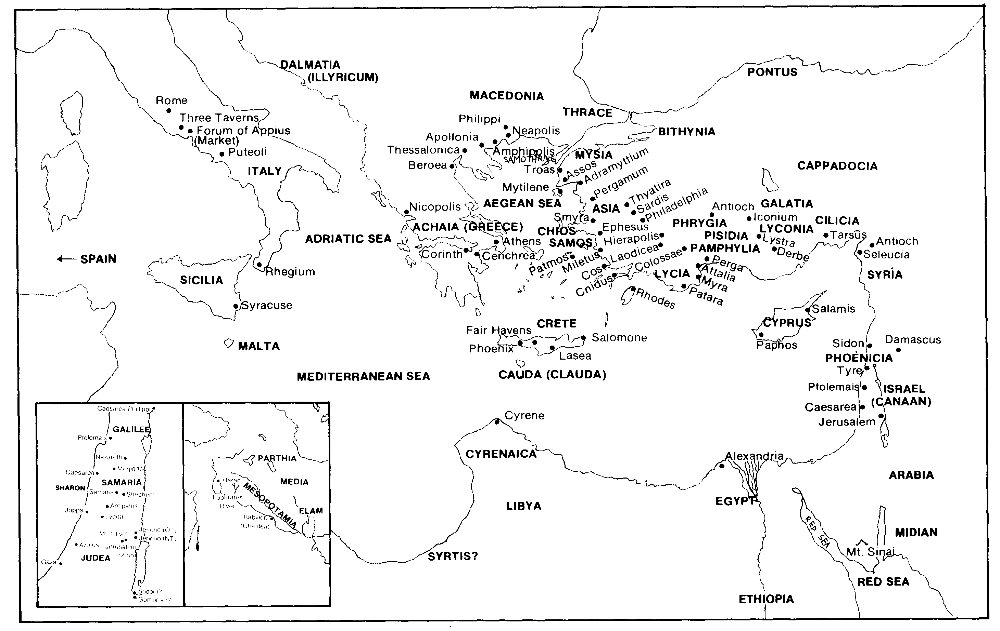 DALMATIA
(ILLYRICUM)
PONTUS
MACEDONIA
Rome
THRACE
Three Taverns
Philippi
Forum of Appius
(Market)
Neapolis
BITHYNIA
Apollonia
Thessalonica
Amphipolis
SAMOTHRACE
MYSIA
Puteoli
Beroea
Troas
Assos
Adramyttium
CAPPADOCIA
ITALY
Mytilene
Pergamum
Thyatira
Sardis
Philadelphia
Nicopolis
AEGEAN SEA
ASIA
Antioch
GALATIA
Smyra
Iconium
CILICIA
ACHAIA (GREECE)
CHIOS
Ephesus
PHRYGIA
LYCONIA
ADRIATIC SEA
Athens
SAMOS
Hierapolis
PISIDIA
Lystra
Tarsus
Antioch
Corinth
Cenchrea
Patmos
Miletus
Laodicea
Colossae
PAMPHYLIA
Derbe
Seleucia
SPAIN
Rhegium
Cos
Cnidus
LYCIA
Perga
Attalia
Myra
Patara
SYRIA
SICILIA
Rhodes
Syracuse
Salamis
CYPRUS
Paphos
CRETE
Fair Havens
Salomone
Phoenix
Lasea
MALTA
Sidon
Damascus
PHOENICIA
Tyre
MEDITERRANEAN SEA
CAUDA (CLAUDA)
Ptolemais
ISRAEL
(CANAAN)
Caesarea
Jerusalem
Cyrene
CYRENAICA
Alexandria
ARABIA
LIBYA
EGYPT
RED SEA
MIDIAN
Mt. Sinai
SYRTIS?
RED SEA
ETHIOPIA
Caesarea Phillippi
GALILEE
Ptolemais
Nazareth
Megiddo
Caesarea
SAMARIA
SHARON
Samaria
Shechem
Antipatris
Joppa
Lydda
Jericho (OT)
Mt. Olivet
Jericho (NT)
Azotus
Jerusalem
(Zion)
JUDEA
Gaza
Sodom?
Gomorrah?
PARTHIA
Haran
MEDIA
MESOPOTAMIA
Euphrates
River
ELAM
Babylon
(Chaldea)